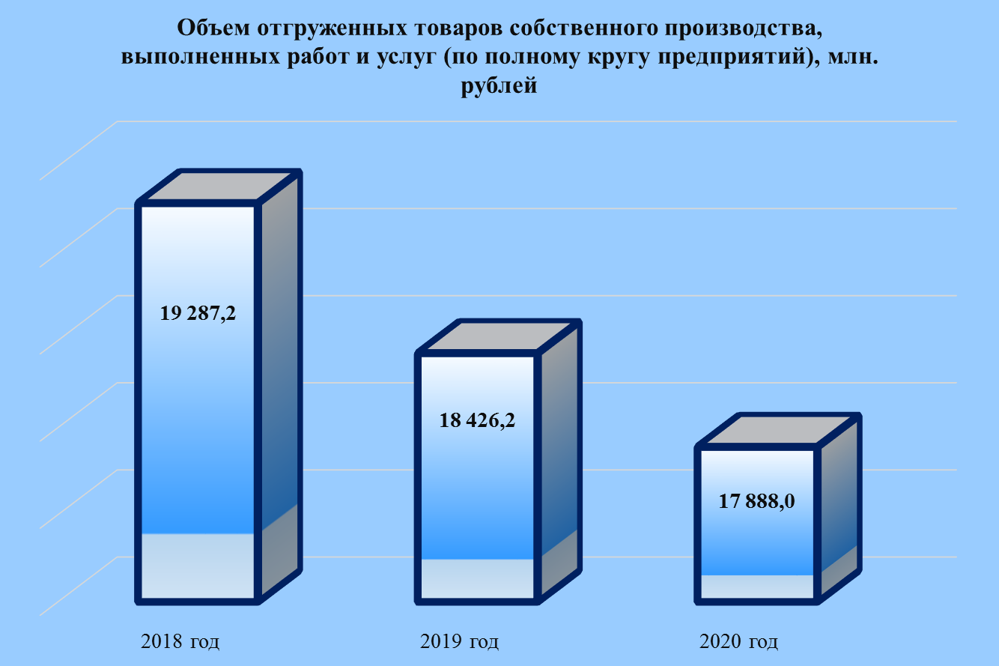 Объем отгруженных товаров собственного производства,
выполненных работ и услуг (по полному кругу предприятий), млн.
рублей
19 287,2
18 426,2
17 888,0
2018 год
2019 год
2020 год